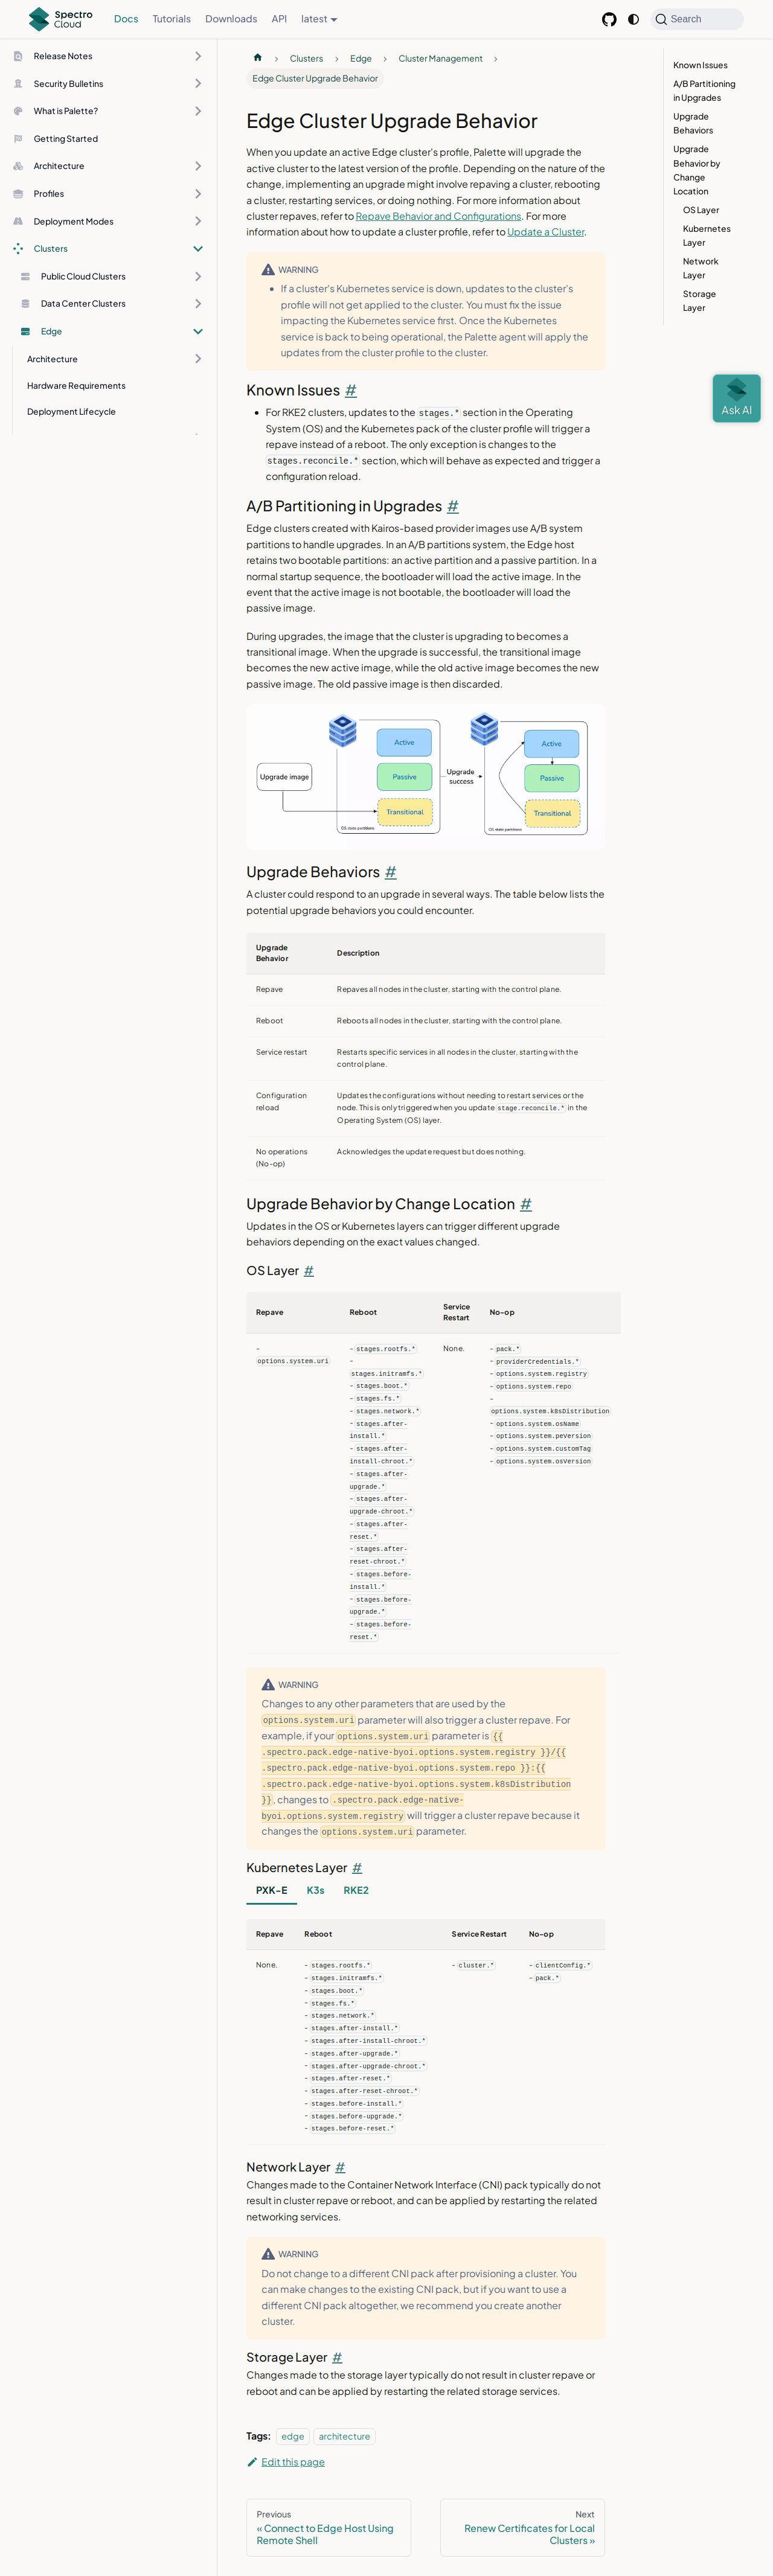 Spectro Cloud
Docs
Tutorials
Downloads
API
latest
Search
Release Notes
Security Bulletins
What is Palette?
Getting Started
Architecture
Profiles
Deployment Modes
Clusters
Public Cloud Clusters
Data Center Clusters
Edge
Architecture
Hardware Requirements
Deployment Lifecycle
Clusters
Edge
Cluster Management
Edge Cluster Upgrade Behavior
Edge Cluster Upgrade Behavior
When you update an active Edge cluster's profile, Palette will upgrade the
active cluster to the latest version of the profile. Depending on the nature of the
change, implementing an upgrade might involve repaving a cluster, rebooting
a cluster, restarting services, or doing nothing. For more information about
cluster repaves, refer to Repave Behavior and Configurations. For more
information about how to update a cluster profile, refer to Update a Cluster.
WARNING
• If a cluster's Kubernetes service is down, updates to the cluster's
profile will not get applied to the cluster. You must fix the issue
impacting the Kubernetes service first. Once the Kubernetes
service is back to being operational, the Palette agent will apply the
updates from the cluster profile to the cluster.
Known Issues #
• For RKE2 clusters, updates to the stages.* section in the Operating
System (OS) and the Kubernetes pack of the cluster profile will trigger a
repave instead of a reboot. The only exception is changes to the
stages.reconcile.* section, which will behave as expected and trigger a
configuration reload.
A/B Partitioning in Upgrades #
Edge clusters created with Kairos-based provider images use A/B system
partitions to handle upgrades. In an A/B partitions system, the Edge host
retains two bootable partitions: an active partition and a passive partition. In a
normal startup sequence, the bootloader will load the active image. In the
event that the active image is not bootable, the bootloader will load the
passive image.
During upgrades, the image that the cluster is upgrading to becomes a
transitional image. When the upgrade is successful, the transitional image
becomes the new active image, while the old active image becomes the new
passive image. The old passive image is then discarded.
Upgrade image
Active
Passive
Transitional
OS state partitions
Upgrade success
Active
Passive
Transitional
OS state partitions
Upgrade Behaviors #
A cluster could respond to an upgrade in several ways. The table below lists the
potential upgrade behaviors you could encounter.
Upgrade Behavior
Description
Repave
Repaves all nodes in the cluster, starting with the control plane.
Reboot
Reboots all nodes in the cluster, starting with the control plane.
Service restart
Restarts specific services in all nodes in the cluster, starting with the
control plane.
Configuration reload
Updates the configurations without needing to restart services or the
node. This is only triggered when you update stage.reconcile.* in the
Operating System (OS) layer.
No operations (No-op)
Acknowledges the update request but does nothing.
Upgrade Behavior by Change Location #
Updates in the OS or Kubernetes layers can trigger different upgrade
behaviors depending on the exact values changed.
OS Layer #
Repave
Reboot
Service Restart
No-op
-
options.system.uri
- stages.rootfs.*
-
stages.initramfs.*
- stages.boot.*
- stages.fs.*
- stages.network.*
- stages.after-
install.*
- stages.after-
install-chroot.*
- stages.after-
upgrade.*
- stages.after-
upgrade-chroot.*
- stages.after-
reset.*
- stages.after-
reset-chroot.*
- stages.before-
install.*
- stages.before-
upgrade.*
- stages.before-
reset.*
None.
- pack.*
- providerCredentials.*
- options.system.registry
- options.system.repo
-
options.system.k8sDistribution
- options.system.osName
- options.system.peVersion
- options.system.customTag
- options.system.osVersion
WARNING
Changes to any other parameters that are used by the
options.system.uri parameter will also trigger a cluster repave. For
example, if your options.system.uri parameter is {{
.spectro.pack.edge-native-byoi.options.system.registry }}/{{
.spectro.pack.edge-native-byoi.options.system.repo }}:{{
.spectro.pack.edge-native-byoi.options.system.k8sDistribution
}}, changes to .spectro.pack.edge-native-
byoi.options.system.registry will trigger a cluster repave because it
changes the options.system.uri parameter.
Kubernetes Layer #
PXK-E
K3s
RKE2
Repave
Reboot
Service Restart
No-op
None.
- stages.rootfs.*
- stages.initramfs.*
- stages.boot.*
- stages.fs.*
- stages.network.*
- stages.after-install.*
- stages.after-install-chroot.*
- stages.after-upgrade.*
- stages.after-upgrade-chroot.*
- stages.after-reset.*
- stages.after-reset-chroot.*
- stages.before-install.*
- stages.before-upgrade.*
- stages.before-reset.*
- cluster.*
- clientConfig.*
- pack.*
Network Layer #
Changes made to the Container Network Interface (CNI) pack typically do not
result in cluster repave or reboot, and can be applied by restarting the related
networking services.
WARNING
Do not change to a different CNI pack after provisioning a cluster. You
can make changes to the existing CNI pack, but if you want to use a
different CNI pack altogether, we recommend you create another
cluster.
Storage Layer #
Changes made to the storage layer typically do not result in cluster repave or
reboot and can be applied by restarting the related storage services.
Tags:
edge
architecture
Edit this page
Previous
« Connect to Edge Host Using
Remote Shell
Next
Renew Certificates for Local
Clusters »
Known Issues
A/B Partitioning
in Upgrades
Upgrade
Behaviors
Upgrade
Behavior by
Change
Location
OS Layer
Kubernetes
Layer
Network
Layer
Storage
Layer
Ask AI